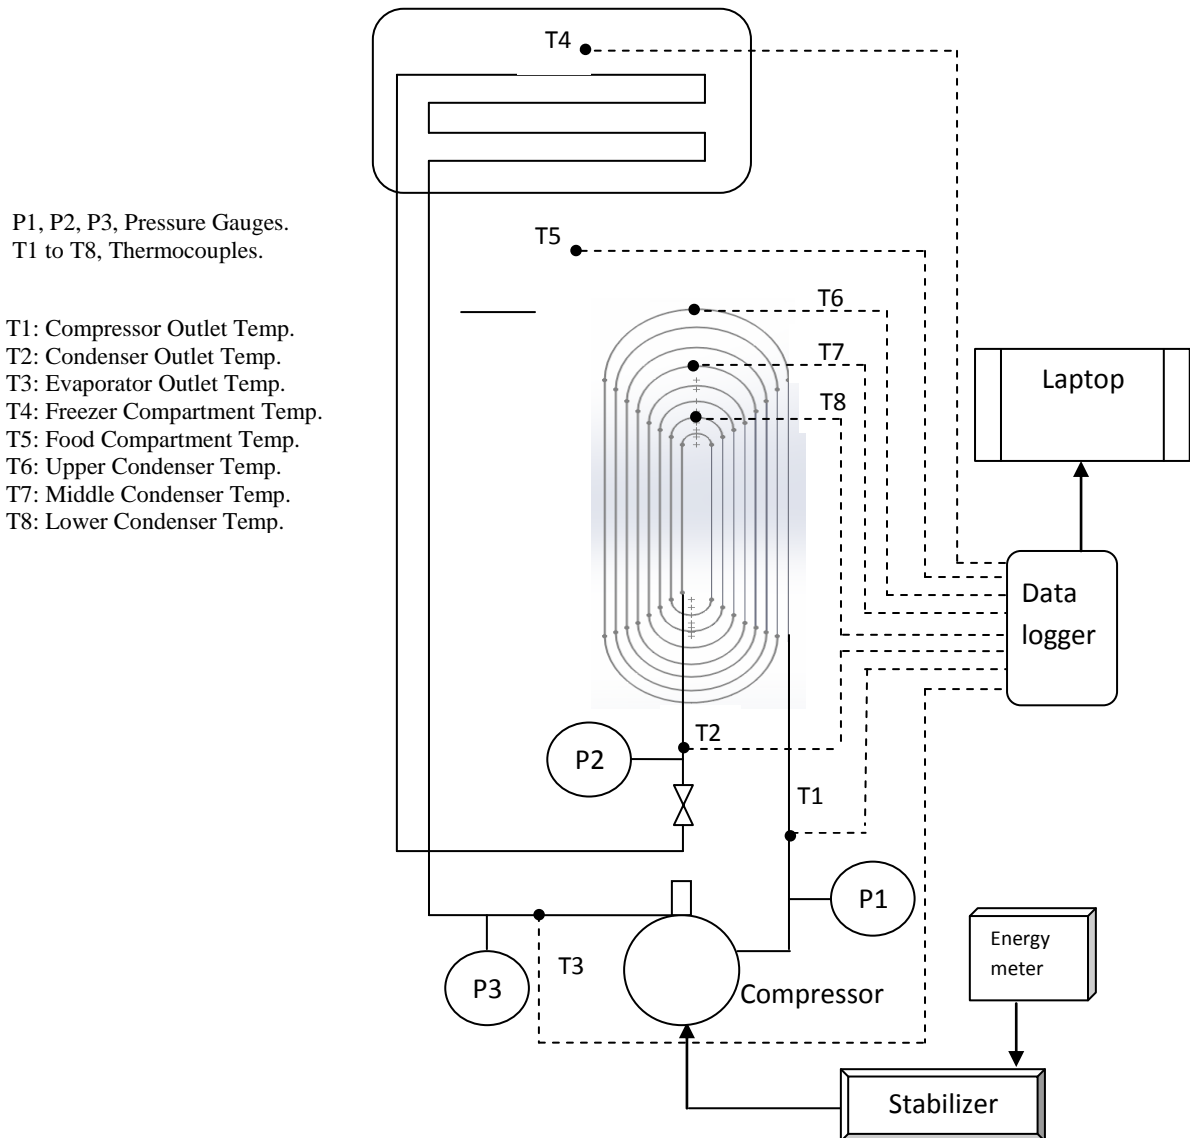 T4
P1, P2, P3, Pressure Gauges.
T1 to T8, Thermocouples.
T5
T1: Compressor Outlet Temp.
T2: Condenser Outlet Temp.
T3: Evaporator Outlet Temp.
T4: Freezer Compartment Temp.
T5: Food Compartment Temp.
T6: Upper Condenser Temp.
T7: Middle Condenser Temp.
T8: Lower Condenser Temp.
T6
T7
T8
Laptop
Data
logger
T2
P2
T1
P1
T3
P3
Compressor
Energy
meter
Stabilizer